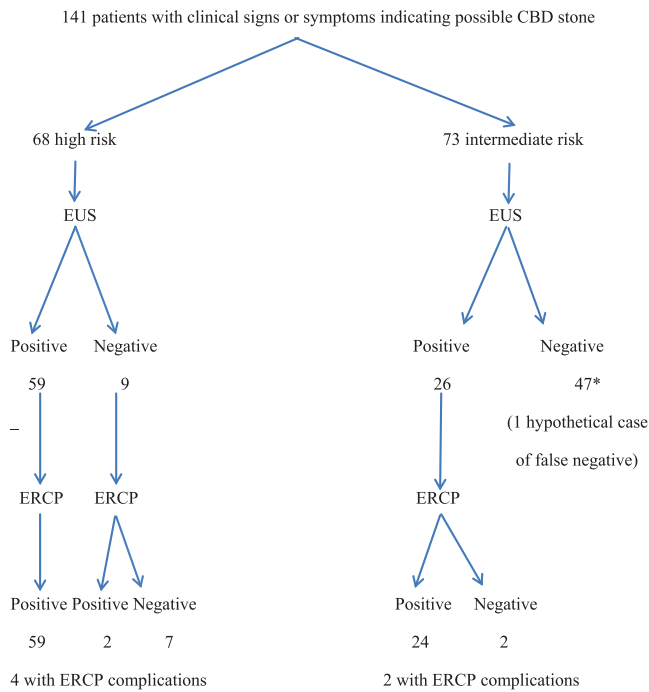 141 patients with clinical signs or symptoms indicating possible CBD stone
68 high risk
73 intermediate risk
EUS
EUS
Positive
Negative
Positive
Negative
59
9
26
47*
(1 hypothetical case
of false negative)
–
ERCP
ERCP
ERCP
Positive
Positive
Negative
Positive
Negative
59
2
7
24
2
4 with ERCP complications
2 with ERCP complications